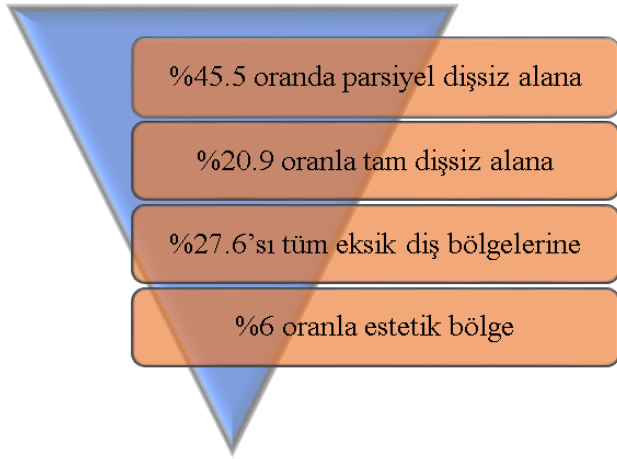 %45.5 oranda parsiyel dişsiz alana
%20.9 oranla tam dişsiz alana
%27.6’sı tüm eksik diş bölgelerine
%6 oranla estetik bölge